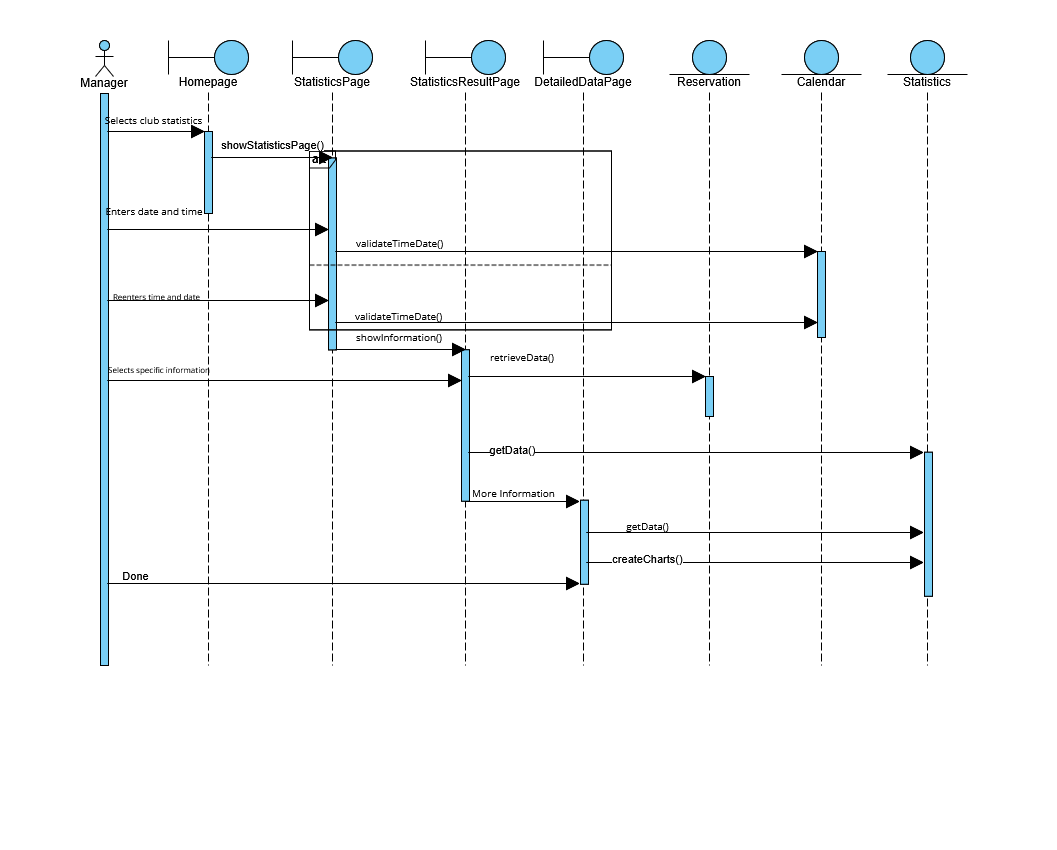 Manager
Homepage
StatisticsPage
StatisticsResultPage
DetailedDataPage
Reservation
Calendar
Statistics
Selects club statistics
showStatisticsPage()
Enters date and time
validateTimeDate()
Reenters time and date
validateTimeDate()
showInformation()
retrieveData()
Selects specific information
getData()
More Information
getData()
createCharts()
Done